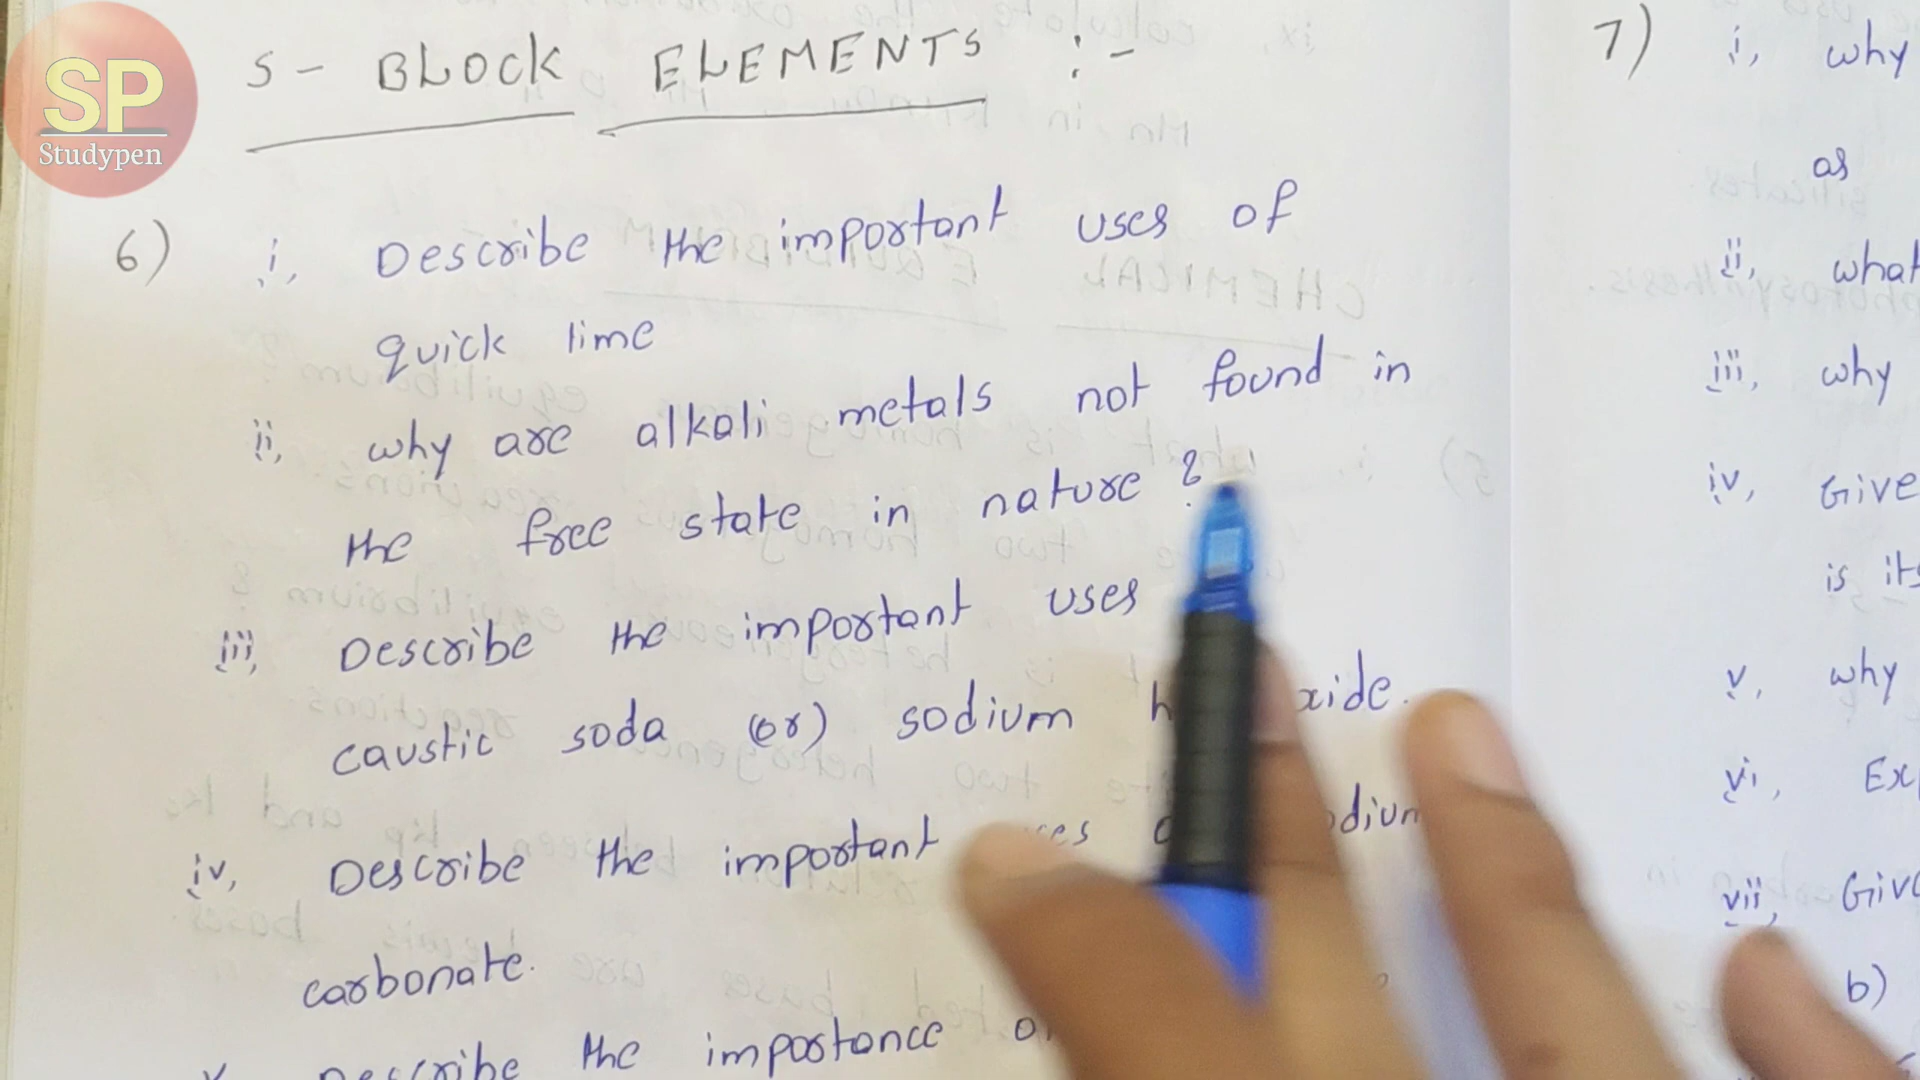 SP
Studypen
S - BLOCK ELEMENTS :-
6) i, Describe the important uses of
quick lime
ii, why are alkali metals not found in
the free state in nature ?
iii, Describe the important uses
caustic soda (or) sodium
iv, Describe the important
carbonate.
Describe the importance
7) i, why
as
ii, what
iii, why
iv, Give
is its
v, why
vi,
vii, Give
b)